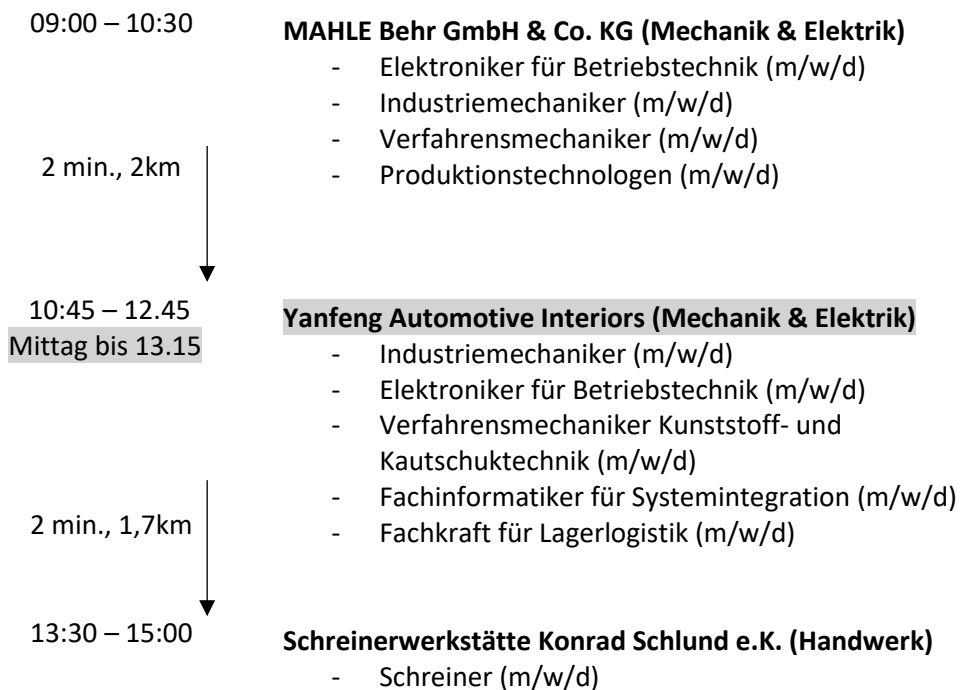 09:00 – 10:30
MAHLE Behr GmbH & Co. KG (Mechanik & Elektrik)
- Elektroniker für Betriebstechnik (m/w/d)
- Industriemechaniker (m/w/d)
- Verfahrensmechaniker (m/w/d)
- Produktionstechnologen (m/w/d)
2 min., 2km
10:45 – 12.45
Mittag bis 13.15
Yanfeng Automotive Interiors (Mechanik & Elektrik)
- Industriemechaniker (m/w/d)
- Elektroniker für Betriebstechnik (m/w/d)
- Verfahrensmechaniker Kunststoff- und
Kautschuktechnik (m/w/d)
- Fachinformatiker für Systemintegration (m/w/d)
- Fachkraft für Lagerlogistik (m/w/d)
2 min., 1,7km
13:30 – 15:00
Schreinerwerkstätte Konrad Schlund e.K. (Handwerk)
- Schreiner (m/w/d)